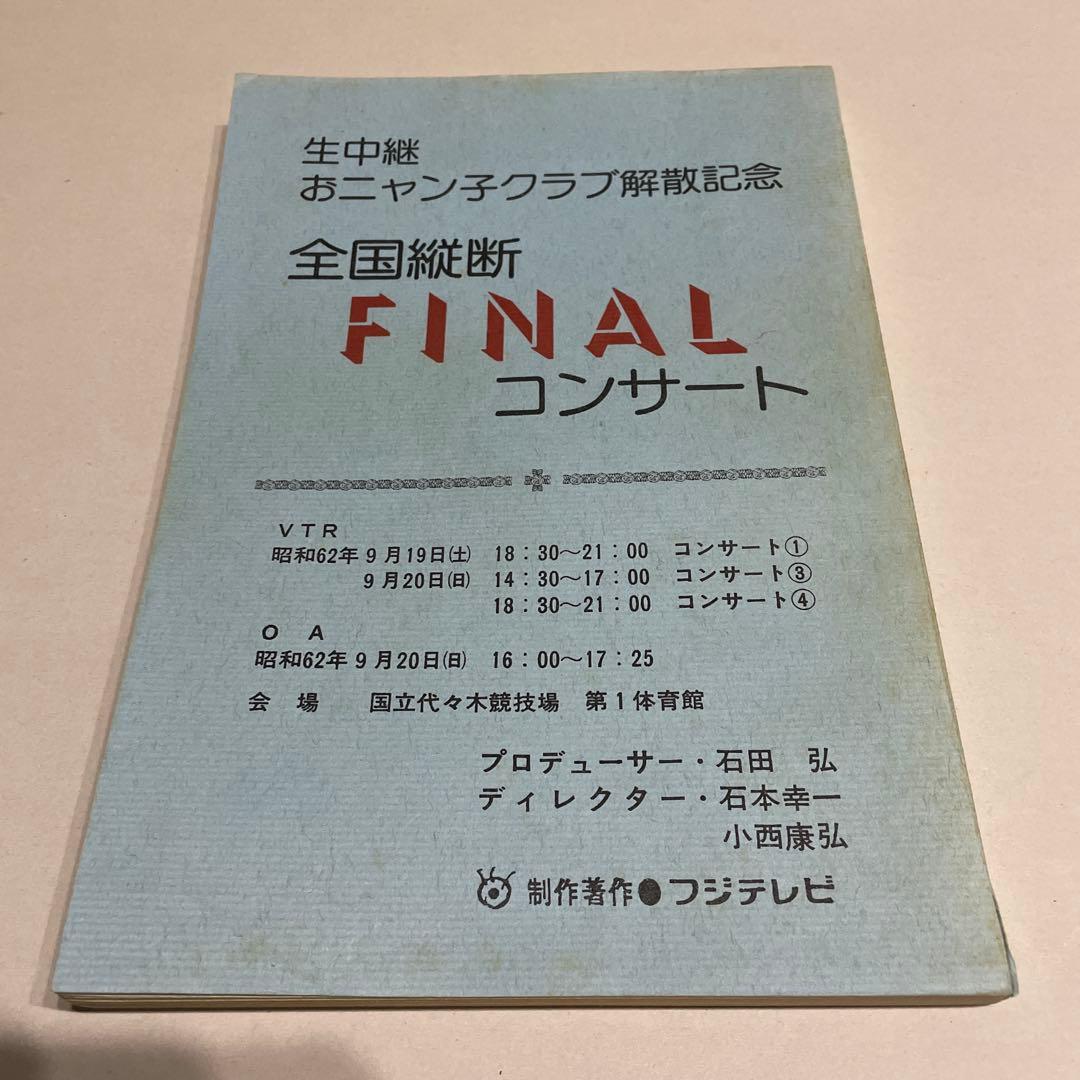 生中継
おニャン子クラブ解散記念
全国縦断
FINAL
コンサート
VTR
昭和62年9月19日(土) 18:30～21:00 コンサート①
9月20日(日) 14:30～17:00 コンサート③
18:30～21:00 コンサート④
O A
昭和62年9月20日(日) 16:00～17:25
会 場 国立代々木競技場 第1体育館
プロデューサー・石田 弘
ディレクター・石本幸一
小西康弘
制作著作●フジテレビ